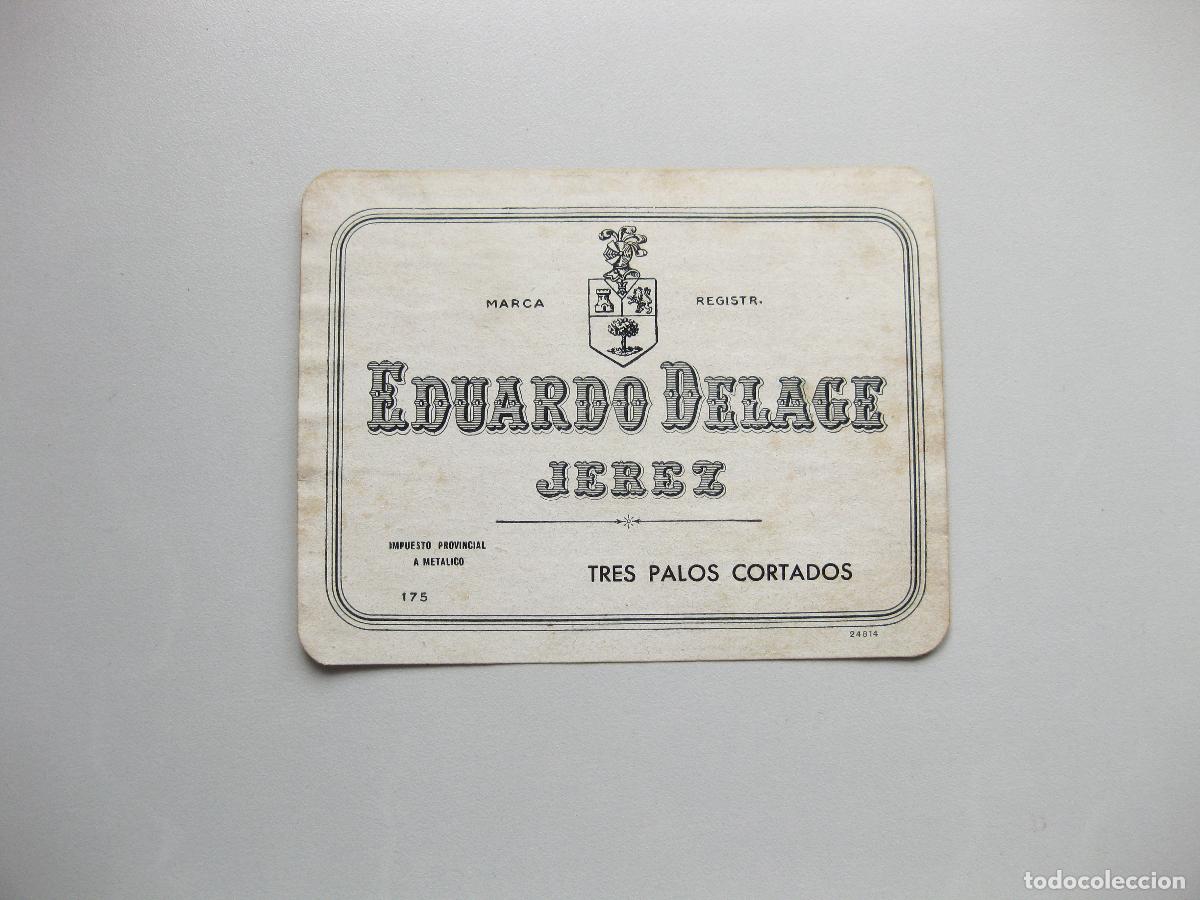 MARCA REGISTR.
EDUARDO DELAGE
JEREZ
IMPUESTO PROVINCIAL
A METALICO
TRES PALOS CORTADOS
175
24814
todocoleccion